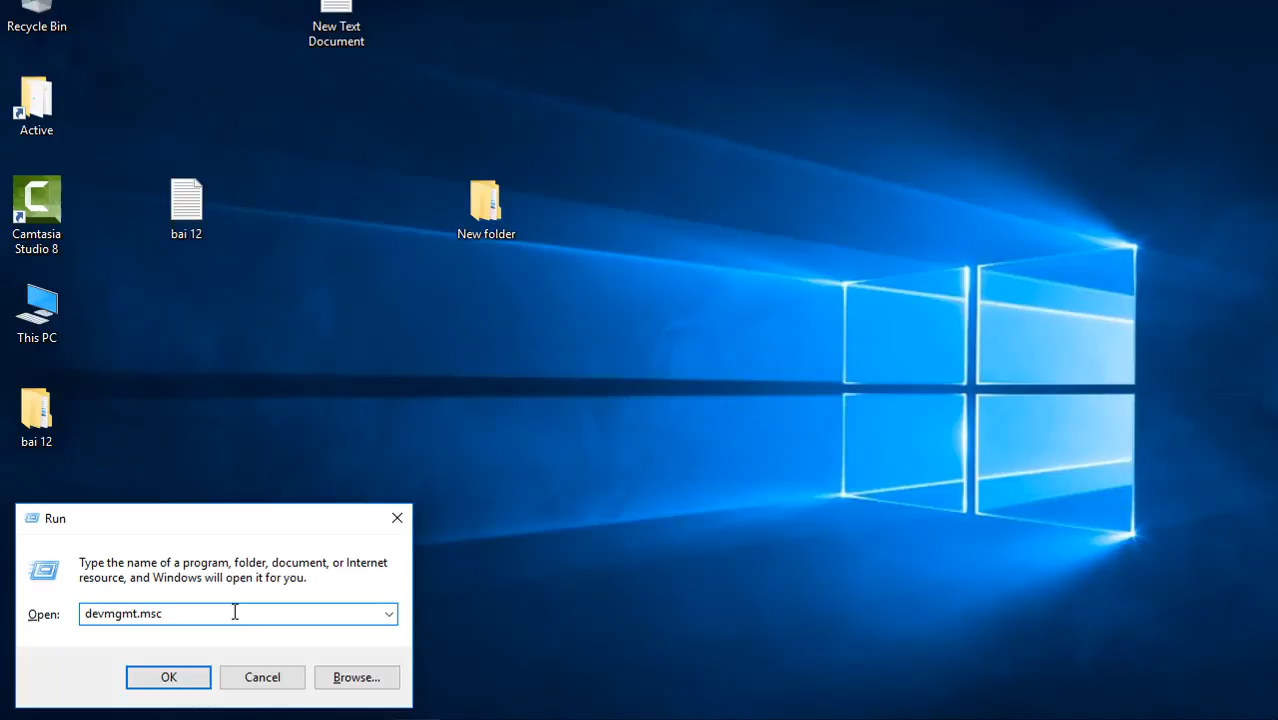 Recycle Bin
New Text
Document
Active
Camtasia
Studio 8
bai 12
New folder
This PC
bai 12
Run
Type the name of a program, folder, document, or Internet
resource, and Windows will open it for you.
Open: devmgmt.msc
OK Cancel Browse...